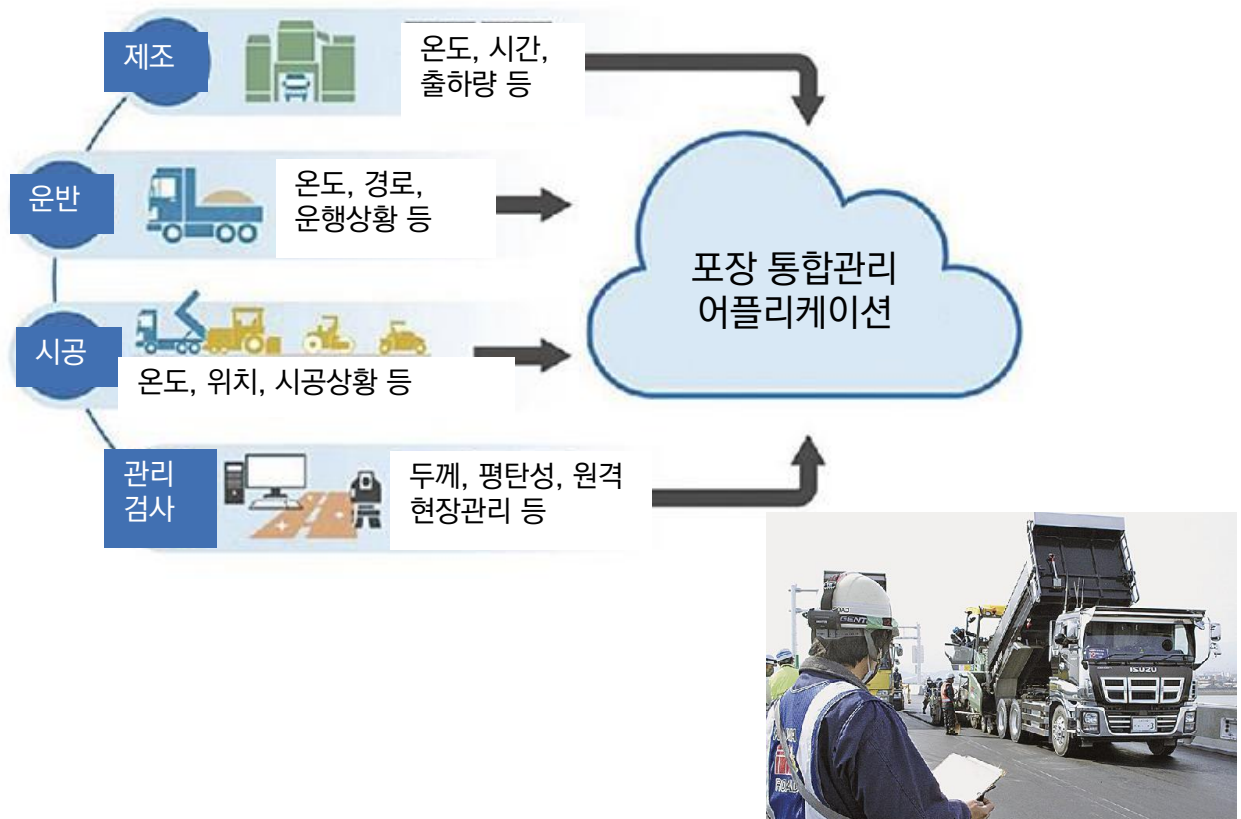 제조
온도, 시간,
출하량 등
운반
온도, 경로,
운행상황 등
포장 통합관리
어플리케이션
시공
온도, 위치, 시공상황 등
관리
검사
두께, 평탄성, 원격
현장관리 등
ISUZU
ROAD